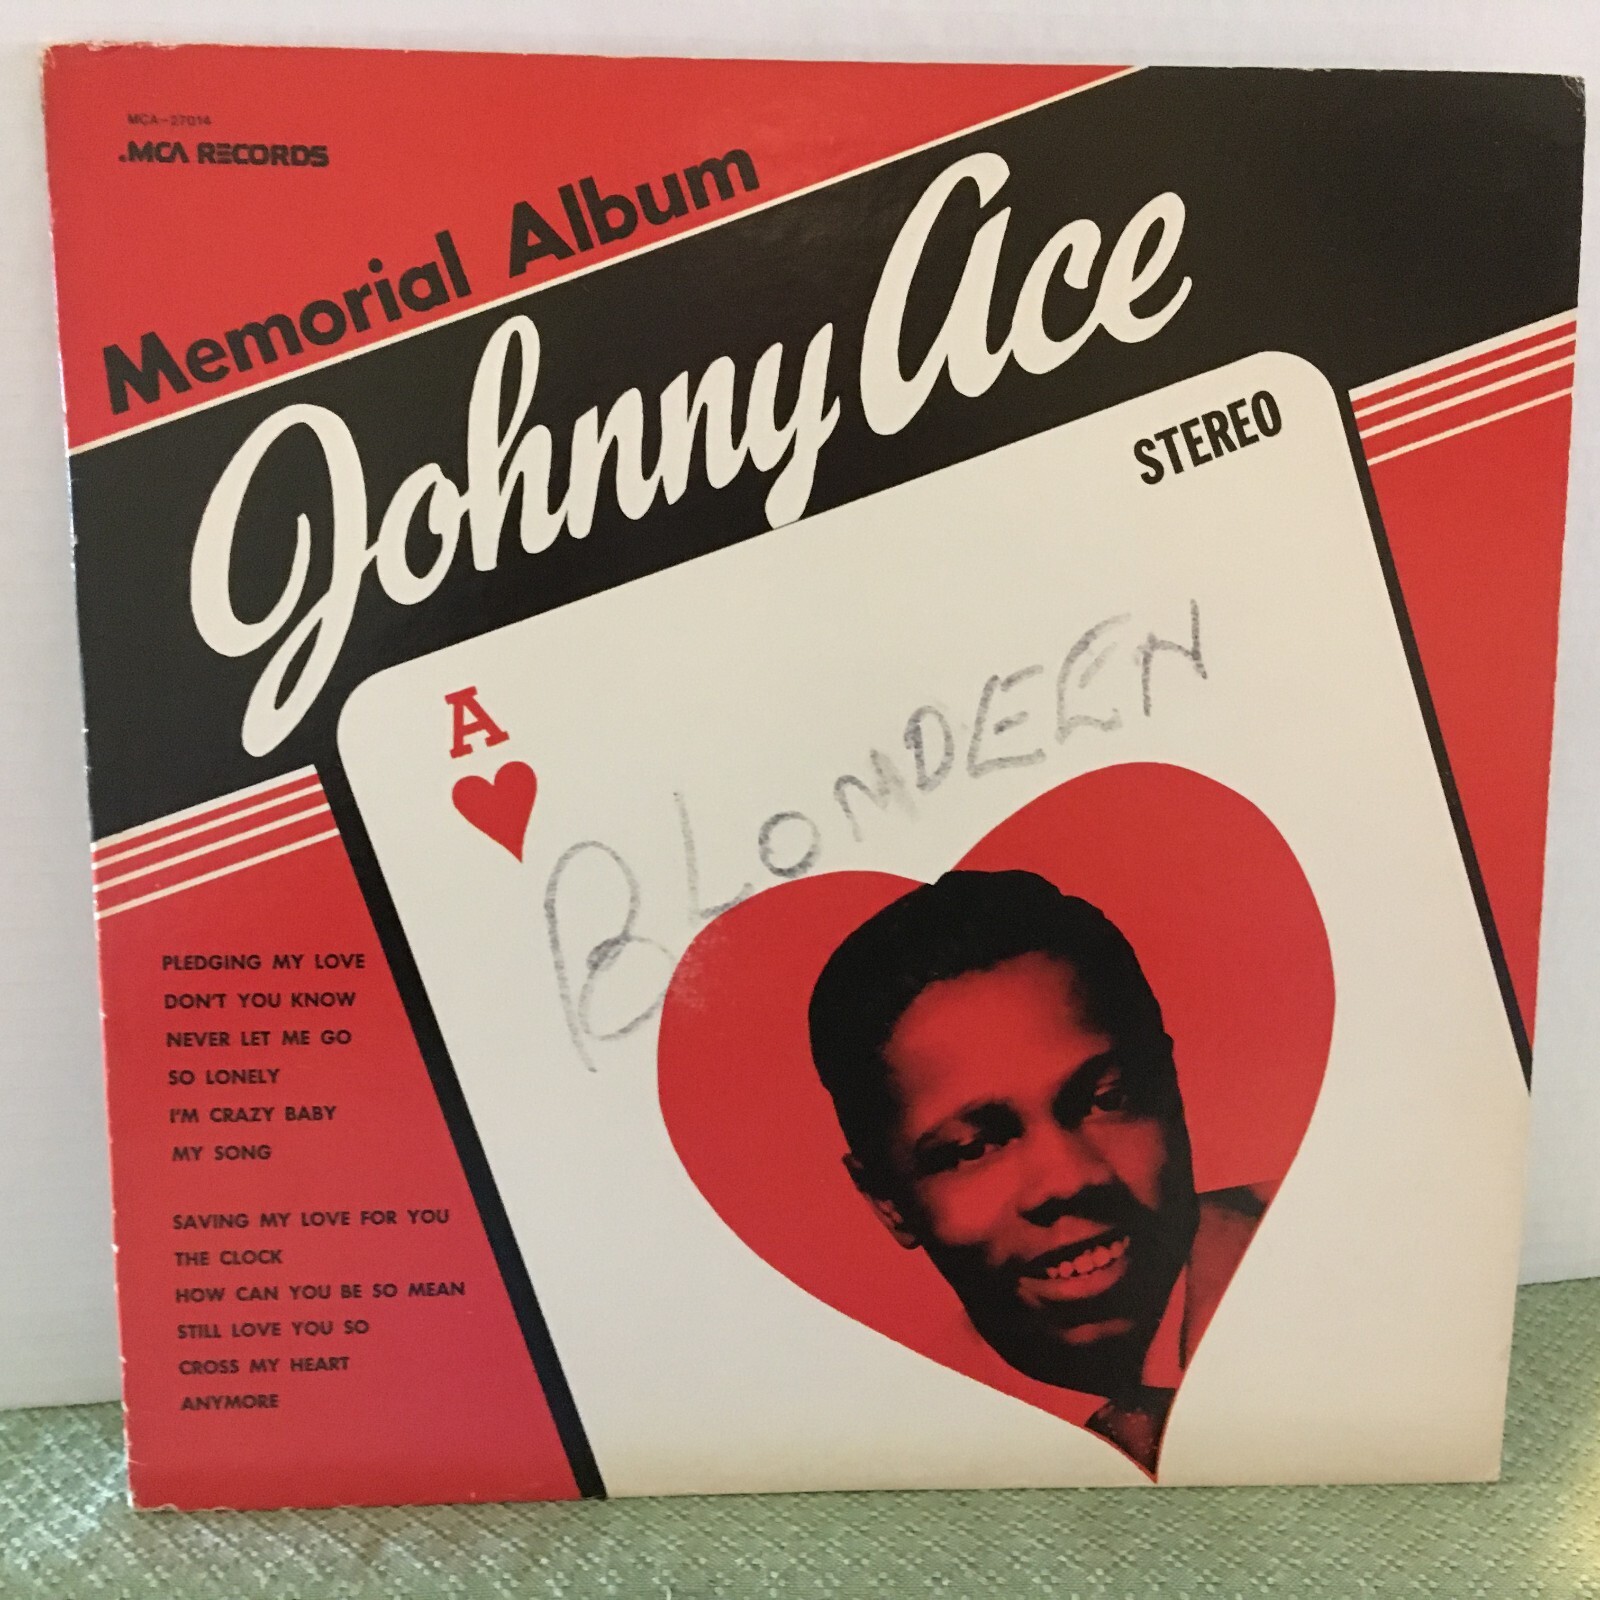 MCA-27014
.MCA RECORDS
Memorial Album
Johnny Ace
STEREO
A
BLOMDEEN
PLEDGING MY LOVE
DON'T YOU KNOW
NEVER LET ME GO
SO LONELY
I'M CRAZY BABY
MY SONG
SAVING MY LOVE FOR YOU
THE CLOCK
HOW CAN YOU BE SO MEAN
STILL LOVE YOU SO
CROSS MY HEART
ANYMORE